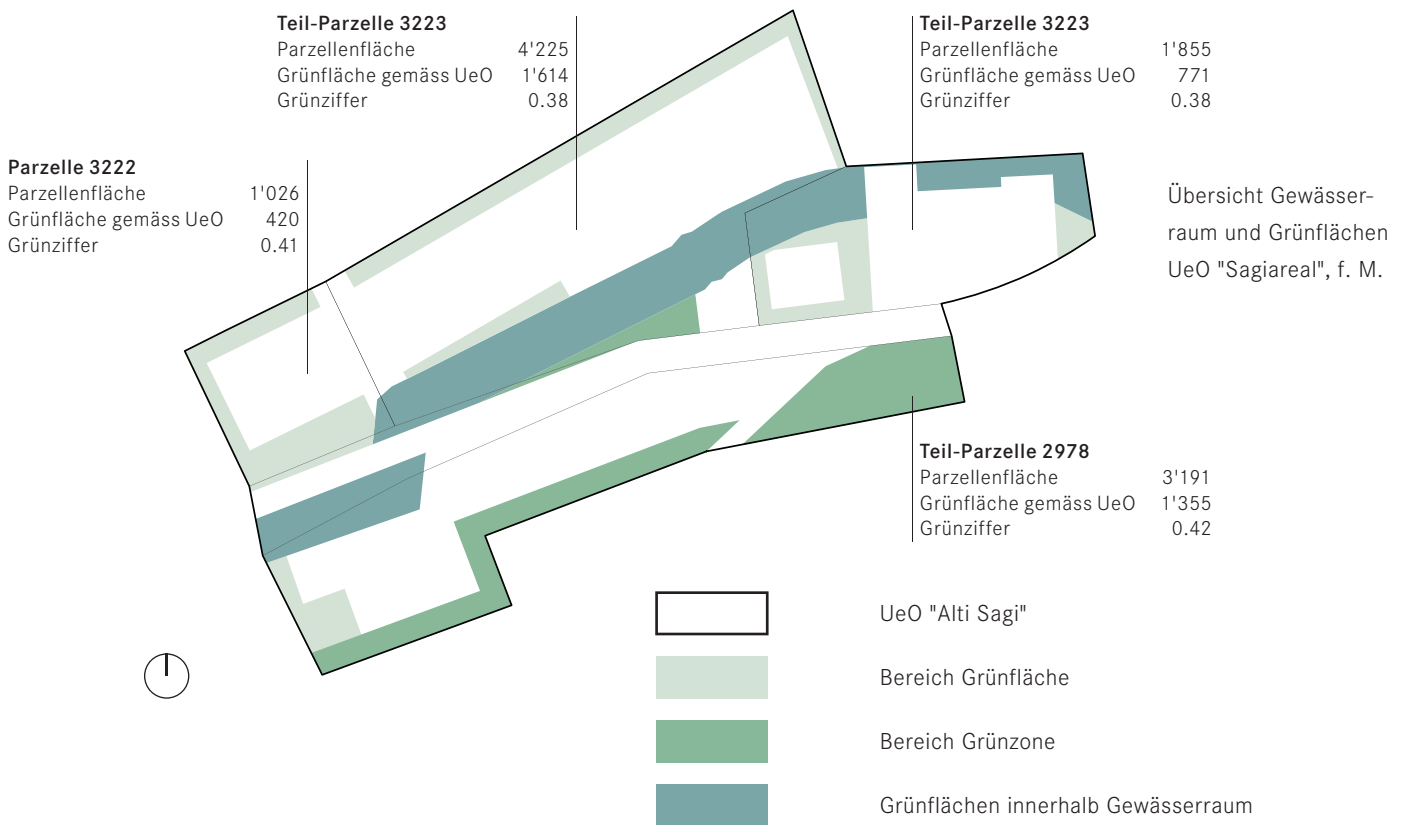 Teil-Parzelle 3223
Parzellenfläche 4'225
Grünfläche gemäss UeO 1'614
Grünziffer 0.38
Teil-Parzelle 3223
Parzellenfläche 1'855
Grünfläche gemäss UeO 771
Grünziffer 0.38
Parzelle 3222
Parzellenfläche 1'026
Grünfläche gemäss UeO 420
Grünziffer 0.41
Übersicht Gewässer-
raum und Grünflächen
UeO "Sagiareal", f. M.
Teil-Parzelle 2978
Parzellenfläche 3'191
Grünfläche gemäss UeO 1'355
Grünziffer 0.42
UeO "Alti Sagi"
Bereich Grünfläche
Bereich Grünzone
Grünflächen innerhalb Gewässerraum